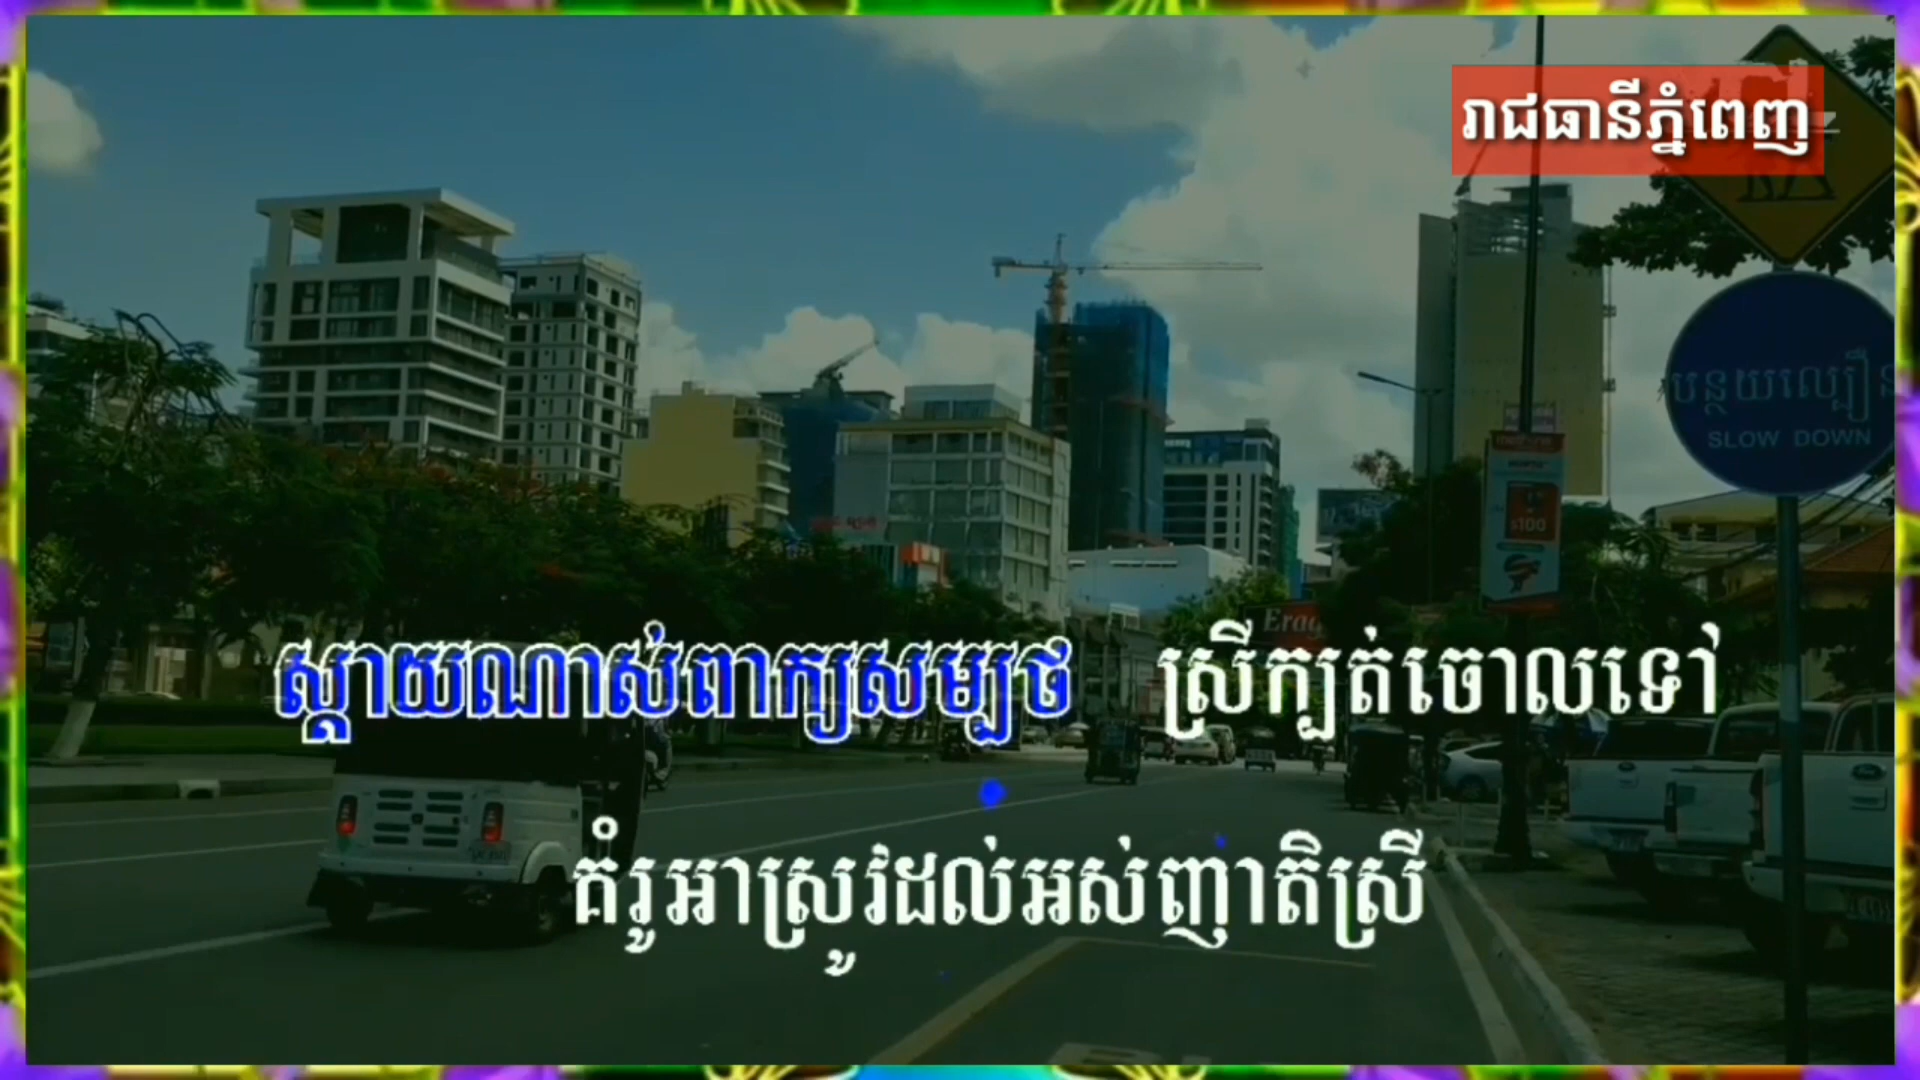 រាជធានីភ្នំពេញ
បន្ថយល្បឿន
SLOW DOWN
$100
Erag
ស្ដាយណាស់ពាក្យសម្បថ ស្រីក្បត់ចោលទៅ
គំរូអាស្រូវដល់អស់ញាតិស្រី